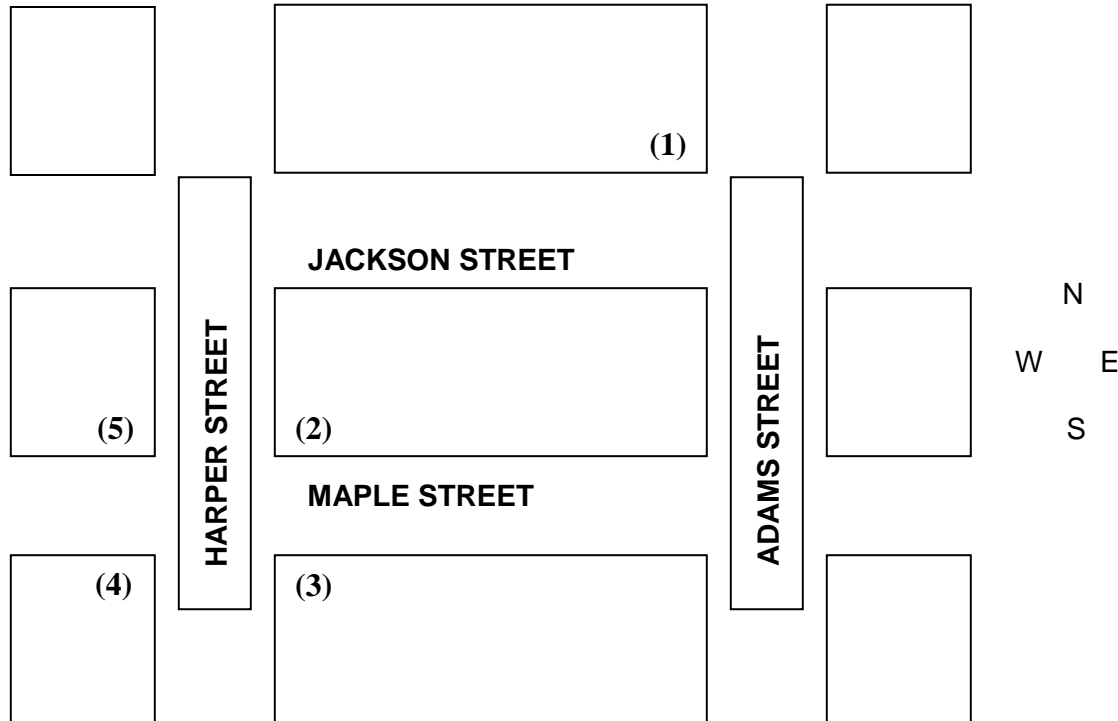 (1)
JACKSON STREET
N
W E
HARPER STREET
ADAMS STREET
(5)
(2)
S
MAPLE STREET
(4)
(3)